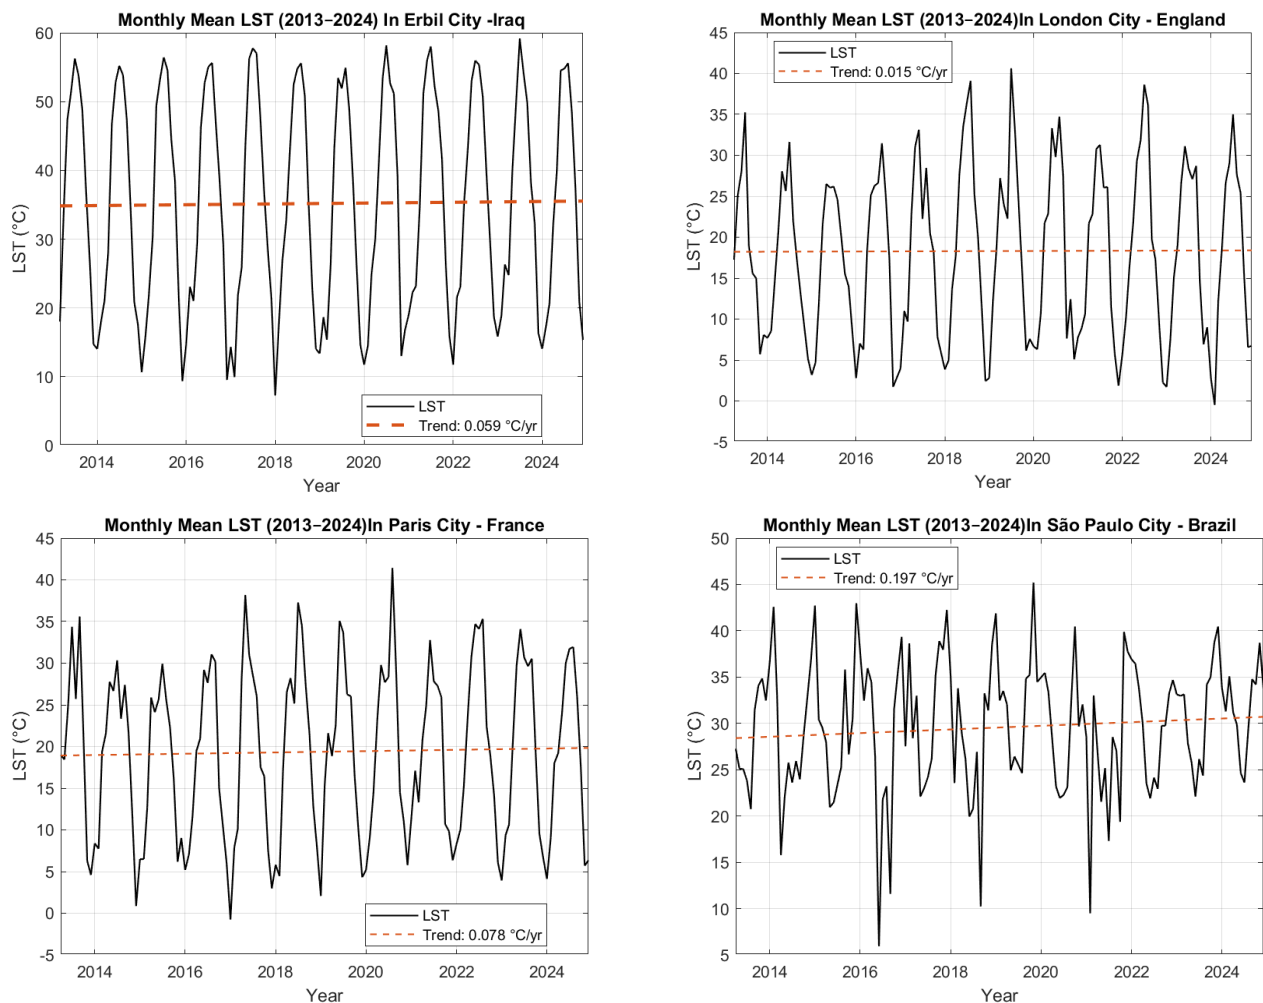 Monthly Mean LST (2013–2024) In Erbil City -Iraq
60
50
40
30
20
10
0
LST (°C)
LST
Trend: 0.059 °C/yr
2014 2016 2018 2020 2022 2024
Year
Monthly Mean LST (2013–2024)In London City - England
45
40
35
30
25
20
15
10
5
0
-5
LST (°C)
LST
Trend: 0.015 °C/yr
2014 2016 2018 2020 2022 2024
Year
Monthly Mean LST (2013–2024)In Paris City - France
45
40
35
30
25
20
15
10
5
0
-5
LST (°C)
LST
Trend: 0.078 °C/yr
2014 2016 2018 2020 2022 2024
Year
Monthly Mean LST (2013–2024)In São Paulo City - Brazil
50
45
40
35
30
25
20
15
10
5
LST (°C)
LST
Trend: 0.197 °C/yr
2014 2016 2018 2020 2022 2024
Year